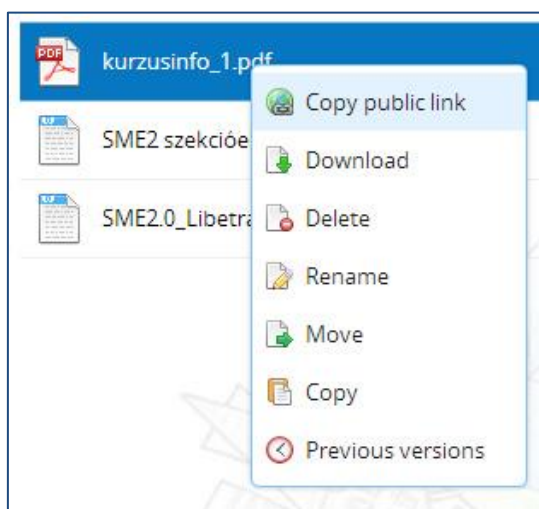 PDF
kurzusinfo_1.pdf
Copy public link
SME2 szekcióe
Download
SME2.0_Libetra
Delete
Rename
Move
Copy
Previous versions